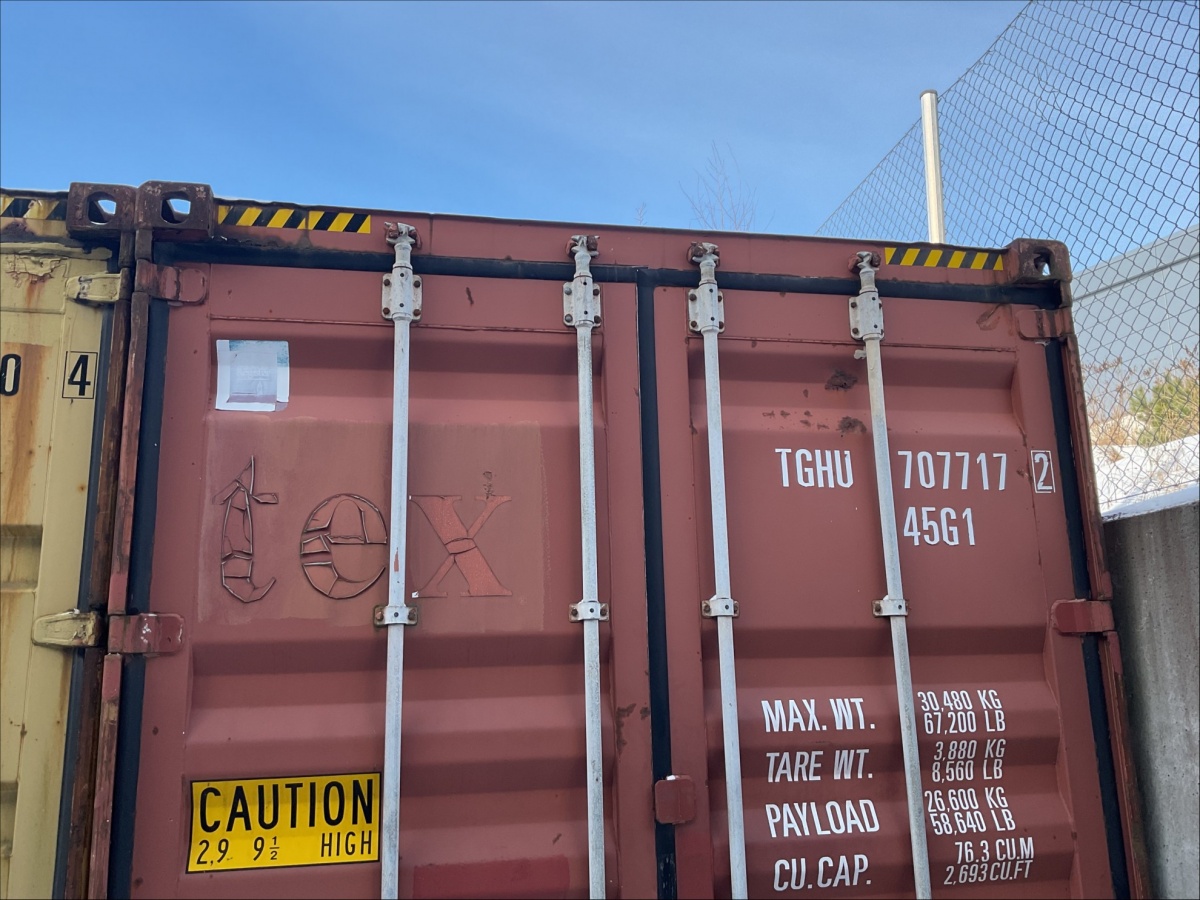 0 4
tex
TGHU 707717 2
45G1
MAX. WT. 30,480 KG
67,200 LB
TARE WT. 3,880 KG
8,560 LB
PAYLOAD 26,600 KG
58,640 LB
CU. CAP. 76.3 CU.M
2,693 CU.FT
CAUTION
2,9 9½ HIGH